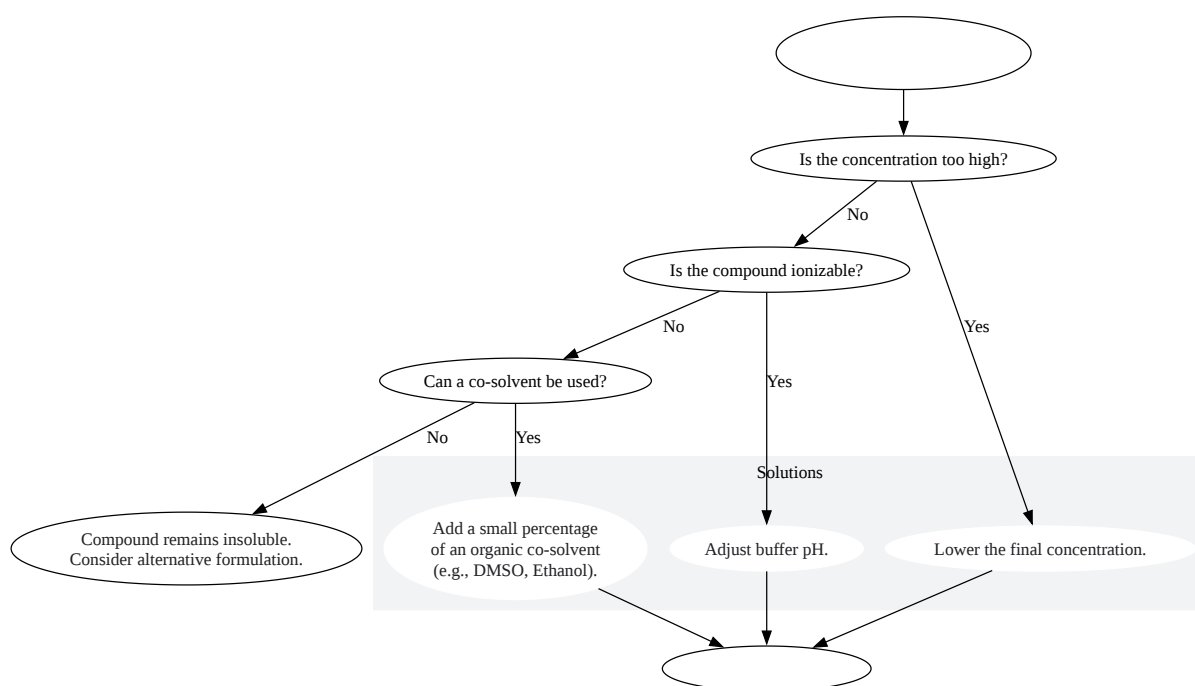 Is the concentration too high?
No
Is the compound ionizable?
No
Yes
Can a co-solvent be used?
Yes
No
Yes
Solutions
Compound remains insoluble.
Consider alternative formulation.
Add a small percentage
of an organic co-solvent
(e.g., DMSO, Ethanol).
Adjust buffer pH.
Lower the final concentration.